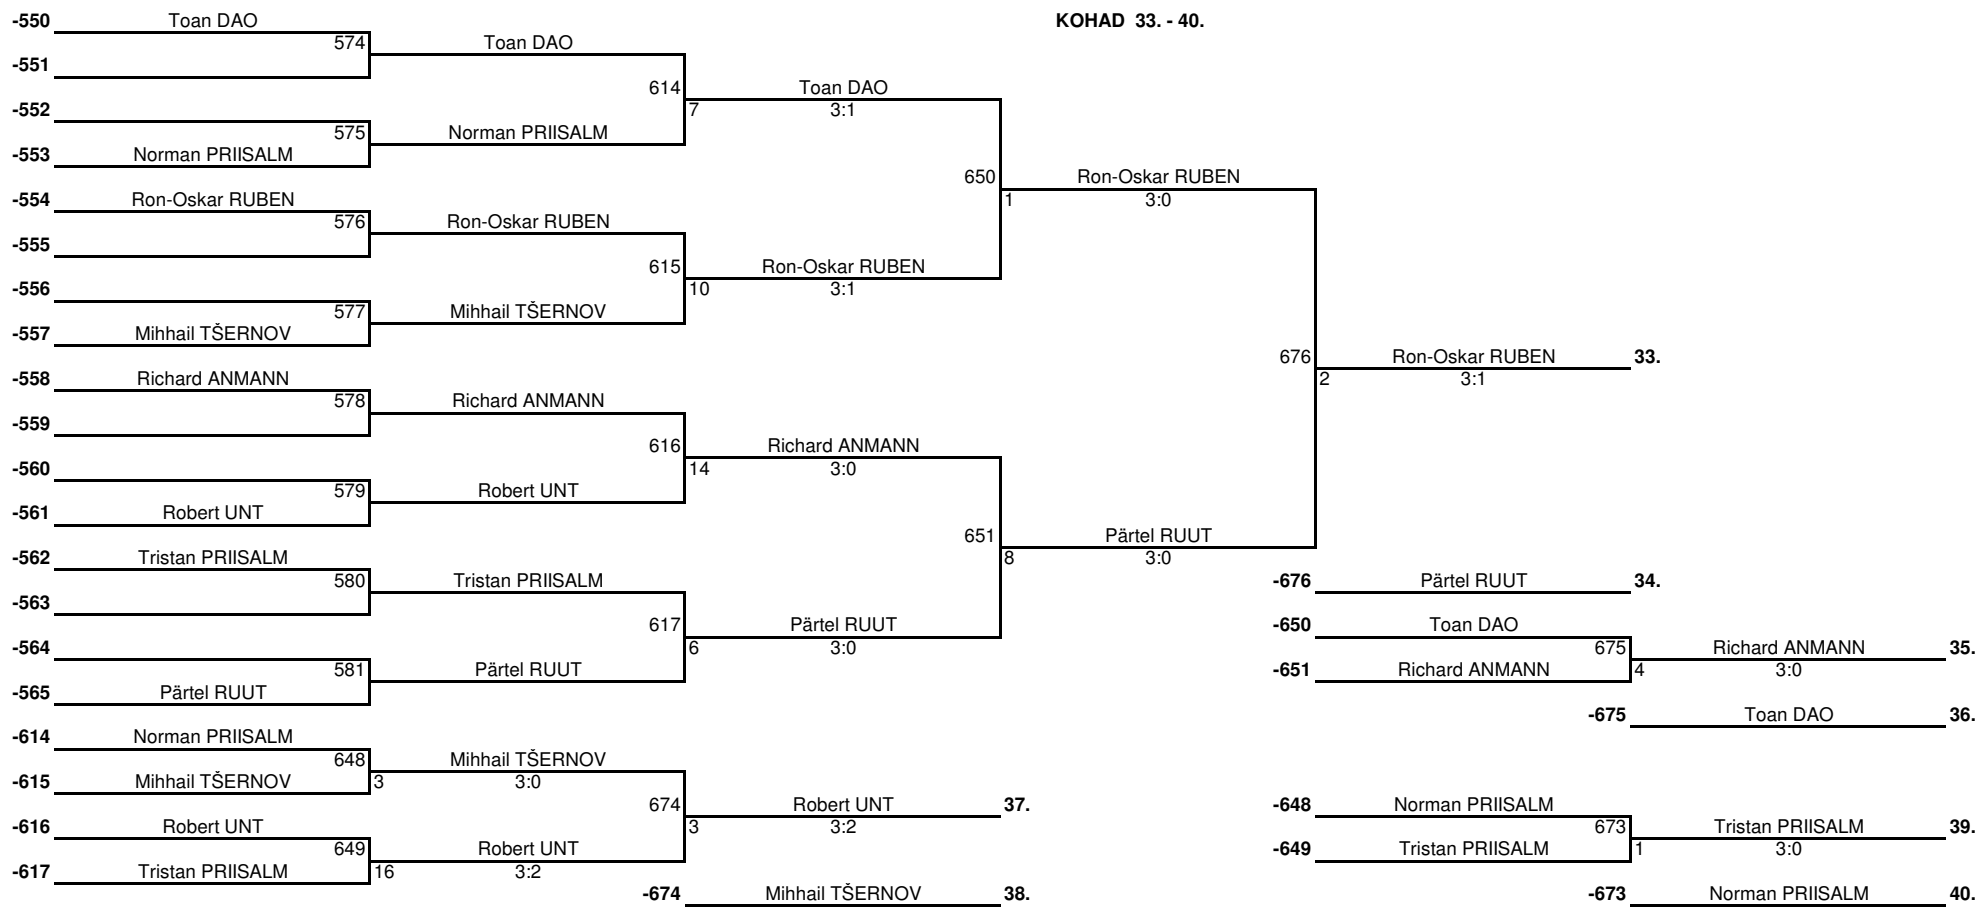 -550 Toan DAO KOHAD 33. - 40.
574 Toan DAO
-551
614 Toan DAO
-552 7 3:1
575 Norman PRIISALM
-553 Norman PRIISALM
650 Ron-Oskar RUBEN
-554 Ron-Oskar RUBEN 1 3:0
576 Ron-Oskar RUBEN
-555
615 Ron-Oskar RUBEN
-556 10 3:1
577 Mihhail TŠERNOV
-557 Mihhail TŠERNOV
676 Ron-Oskar RUBEN 33.
-558 Richard ANMANN 2 3:1
578 Richard ANMANN
-559
616 Richard ANMANN
-560 14 3:0
579 Robert UNT
-561 Robert UNT
651 Pärtel RUUT
-562 Tristan PRIISALM 8 3:0
580 Tristan PRIISALM -676 Pärtel RUUT 34.
-563
617 Pärtel RUUT -650 Toan DAO
-564 6 3:0 675 Richard ANMANN 35.
581 Pärtel RUUT -651 Richard ANMANN 4 3:0
-565 Pärtel RUUT
-675 Toan DAO 36.
-614 Norman PRIISALM
648 Mihhail TŠERNOV
-615 Mihhail TŠERNOV 3 3:0
674 Robert UNT 37. -648 Norman PRIISALM
-616 Robert UNT 3 3:2 673 Tristan PRIISALM 39.
649 Robert UNT -649 Tristan PRIISALM 1 3:0
-617 Tristan PRIISALM 16 3:2
-674 Mihhail TŠERNOV 38. -673 Norman PRIISALM 40.